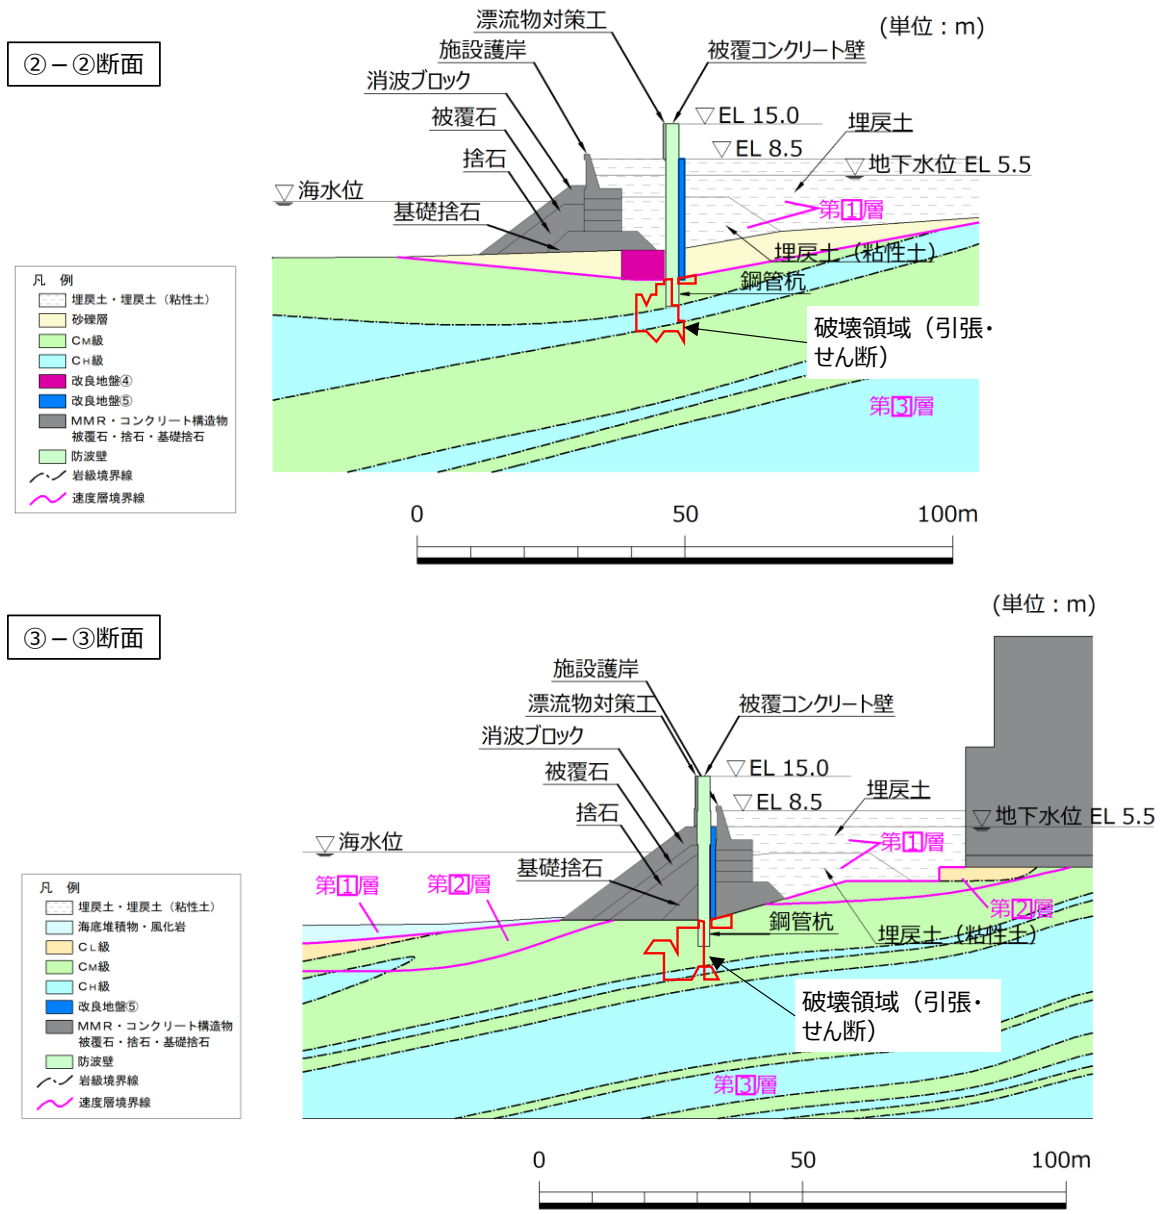 ②－②断面
(単位：m)
漂流物対策工
施設護岸
被覆コンクリート壁
消波ブロック
被覆石
EL 15.0
埋戻土
捨石
EL 8.5
地下水位 EL 5.5
海水位
基礎捨石
第1層
埋戻土（粘性土）
鋼管杭
破壊領域（引張・
せん断）
第3層
凡 例
埋戻土・埋戻土（粘性土）
砂礫層
CM級
CH級
改良地盤④
改良地盤⑤
MMR・コンクリート構造物
被覆石・捨石・基礎捨石
防波壁
岩級境界線
速度層境界線
0 50 100m
③－③断面
(単位：m)
施設護岸
漂流物対策工
被覆コンクリート壁
消波ブロック
被覆石
EL 15.0
埋戻土
捨石
EL 8.5
地下水位 EL 5.5
海水位
基礎捨石
第1層
第1層
第2層
第2層
鋼管杭
埋戻土（粘性土）
破壊領域（引張・
せん断）
第3層
凡 例
埋戻土・埋戻土（粘性土）
海底堆積物・風化岩
CL級
CM級
CH級
改良地盤⑤
MMR・コンクリート構造物
被覆石・捨石・基礎捨石
防波壁
岩級境界線
速度層境界線
0 50 100m